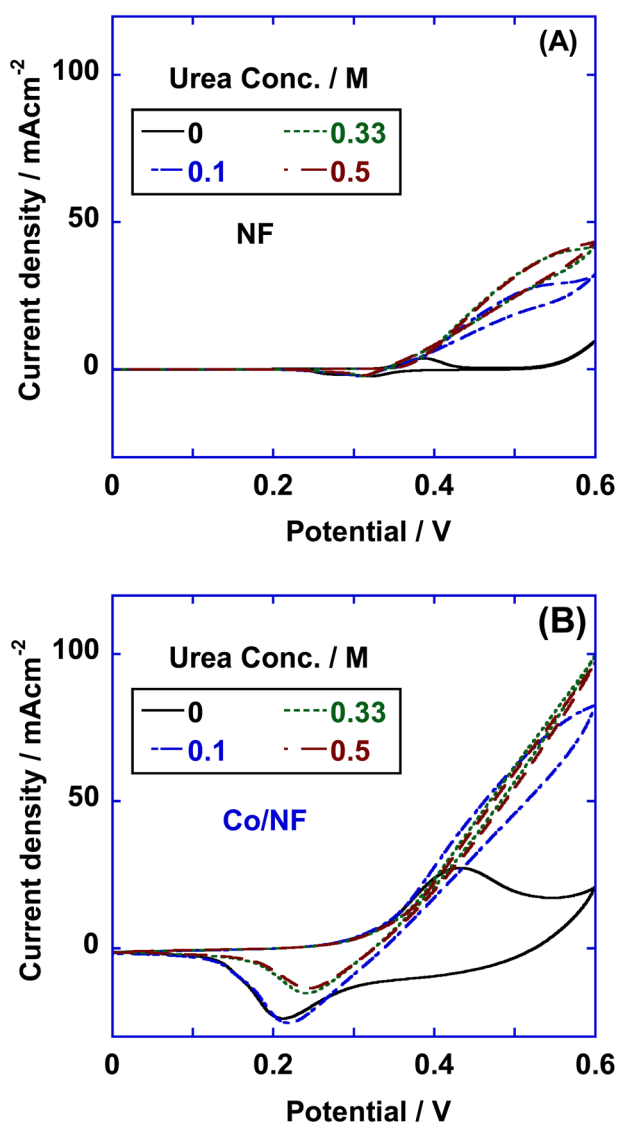 (A)
100
Urea Conc. / M
0 0.33
0.1 0.5
50
NF
0
Current density / mAcm⁻²
0 0.2 0.4 0.6
Potential / V
(B)
100
Urea Conc. / M
0 0.33
0.1 0.5
50
Co/NF
0
Current density / mAcm⁻²
0 0.2 0.4 0.6
Potential / V